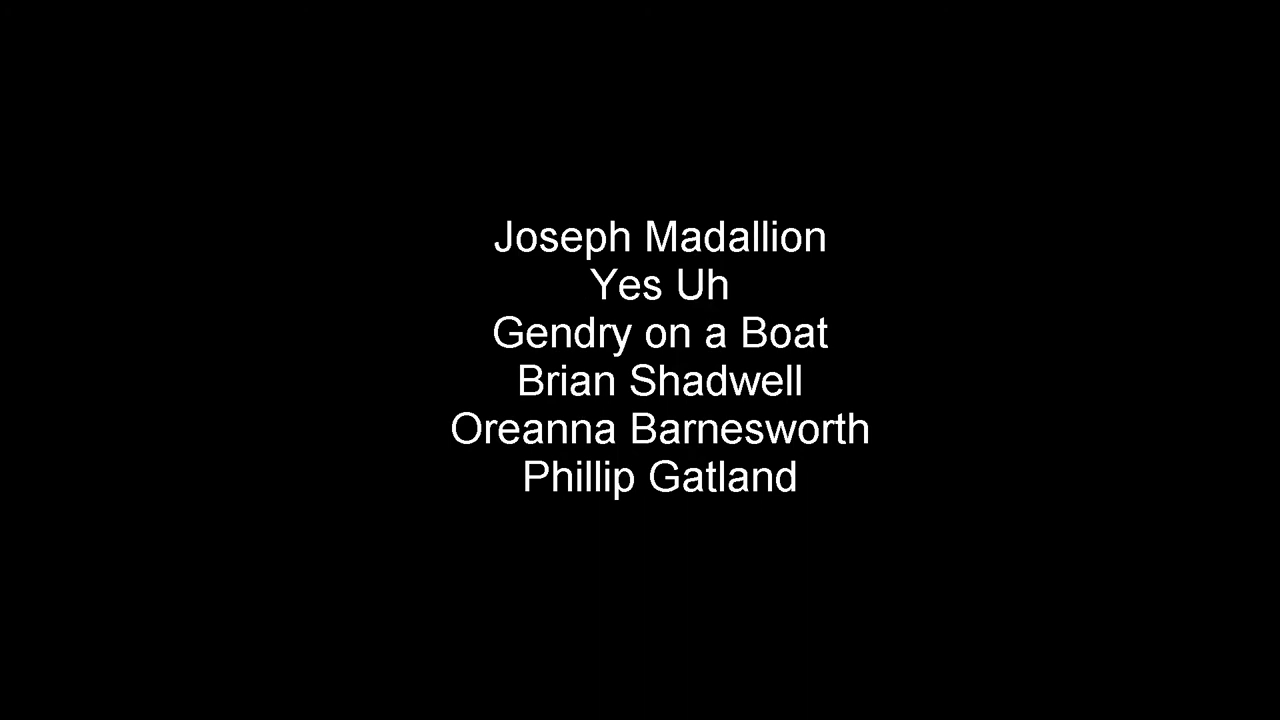 Joseph Madallion
Yes Uh
Gendry on a Boat
Brian Shadwell
Oreanna Barnesworth
Phillip Gatland